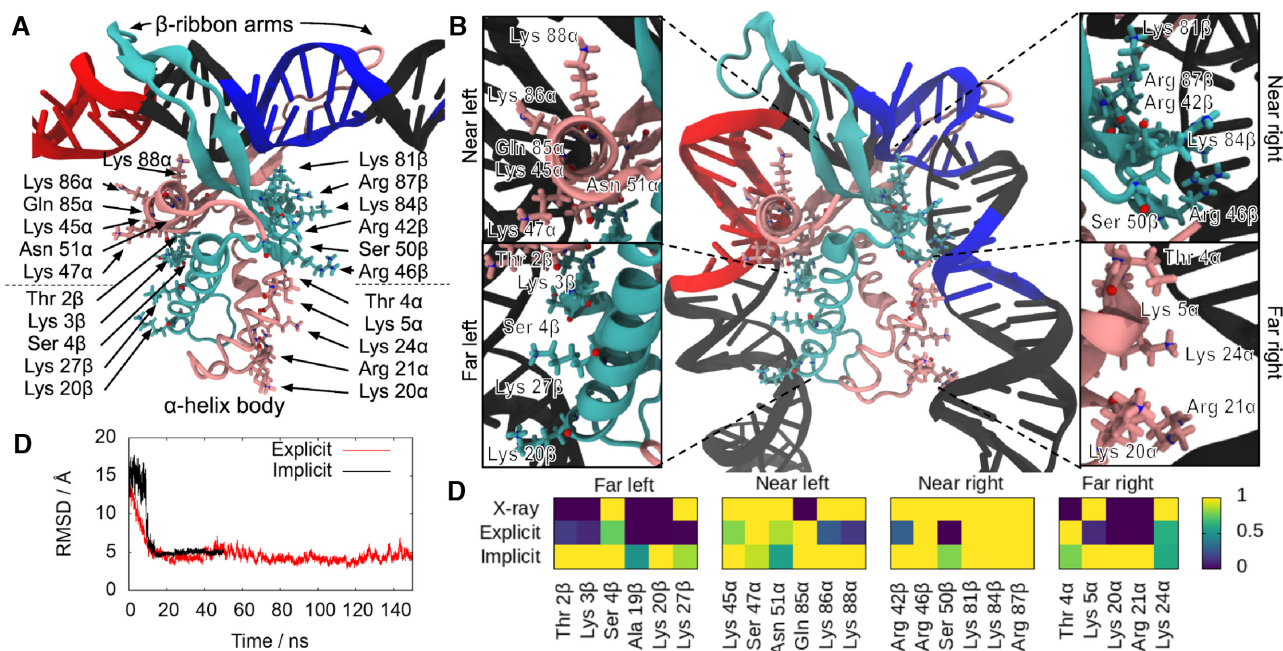 A
β-ribbon arms
Lys 88α
Lys 86α
Gln 85α
Lys 45α
Asn 51α
Lys 47α
Thr 2β
Lys 3β
Ser 4β
Lys 27β
Lys 20β
Lys 81β
Arg 87β
Lys 84β
Arg 42β
Ser 50β
Arg 46β
Thr 4α
Lys 5α
Lys 24α
Arg 21α
Lys 20α
α-helix body
B
Near left
Lys 88α
Lys 86α
Gln 85α
Lys 45α
Asn 51α
Lys 47α
Far left
Thr 2β
Lys 3β
Ser 4β
Lys 27β
Lys 20β
Near right
Lys 81β
Arg 87β
Arg 42β
Lys 84β
Arg 46β
Ser 50β
Far right
Thr 4α
Lys 5α
Lys 24α
Arg 21α
Lys 20α
D
RMSD / Å
20
15
10
5
0
Explicit
Implicit
0 20 40 60 80 100 120 140
Time / ns
D
Far left Near left Near right Far right
X-ray
Explicit
Implicit
1
0.5
0
Thr 2β
Lys 3β
Ser 4β
Ala 19β
Lys 20β
Lys 27β
Lys 45α
Ser 47α
Asn 51α
Gln 85α
Lys 86α
Lys 88α
Arg 42β
Arg 46β
Ser 50β
Lys 81β
Lys 84β
Arg 87β
Thr 4α
Lys 5α
Lys 20α
Arg 21α
Lys 24α